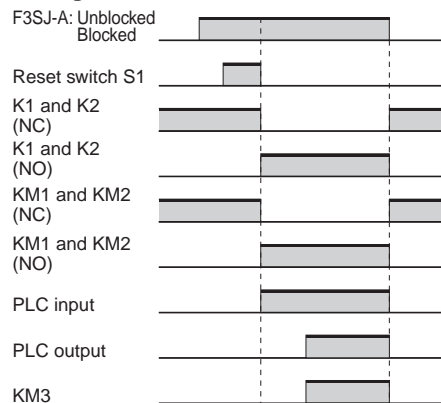 F3SJ-A: Unblocked
Blocked
Reset switch S1
K1 and K2
(NC)
K1 and K2
(NO)
KM1 and KM2
(NC)
KM1 and KM2
(NO)
PLC input
PLC output
KM3